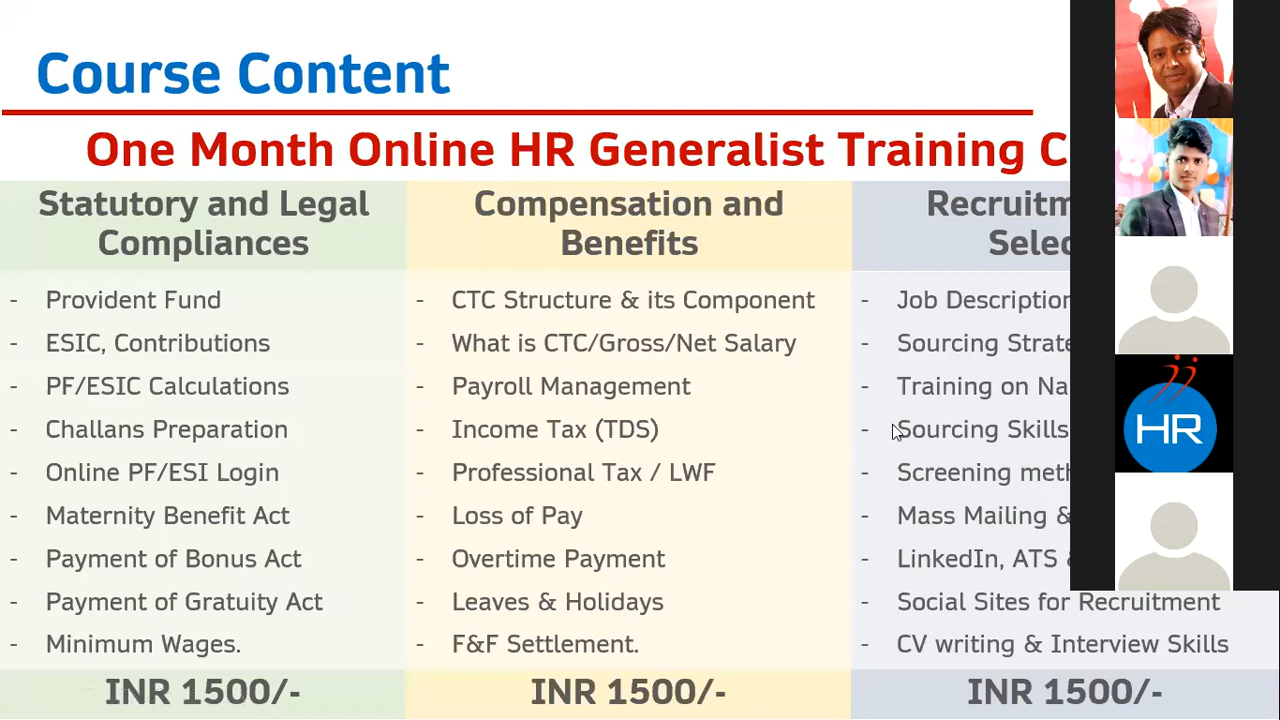 Course Content
One Month Online HR Generalist Training C
Statutory and Legal
Compliances
- Provident Fund
- ESIC, Contributions
- PF/ESIC Calculations
- Challans Preparation
- Online PF/ESI Login
- Maternity Benefit Act
- Payment of Bonus Act
- Payment of Gratuity Act
- Minimum Wages.
INR 1500/-
Compensation and
Benefits
- CTC Structure & its Component
- What is CTC/Gross/Net Salary
- Payroll Management
- Income Tax (TDS)
- Professional Tax / LWF
- Loss of Pay
- Overtime Payment
- Leaves & Holidays
- F&F Settlement.
INR 1500/-
Recruitm
Selec
- Job Description
- Sourcing Strate
- Training on Na
- Sourcing Skills
- Screening meth
- Mass Mailing &
- LinkedIn, ATS &
- Social Sites for Recruitment
- CV writing & Interview Skills
INR 1500/-
HR